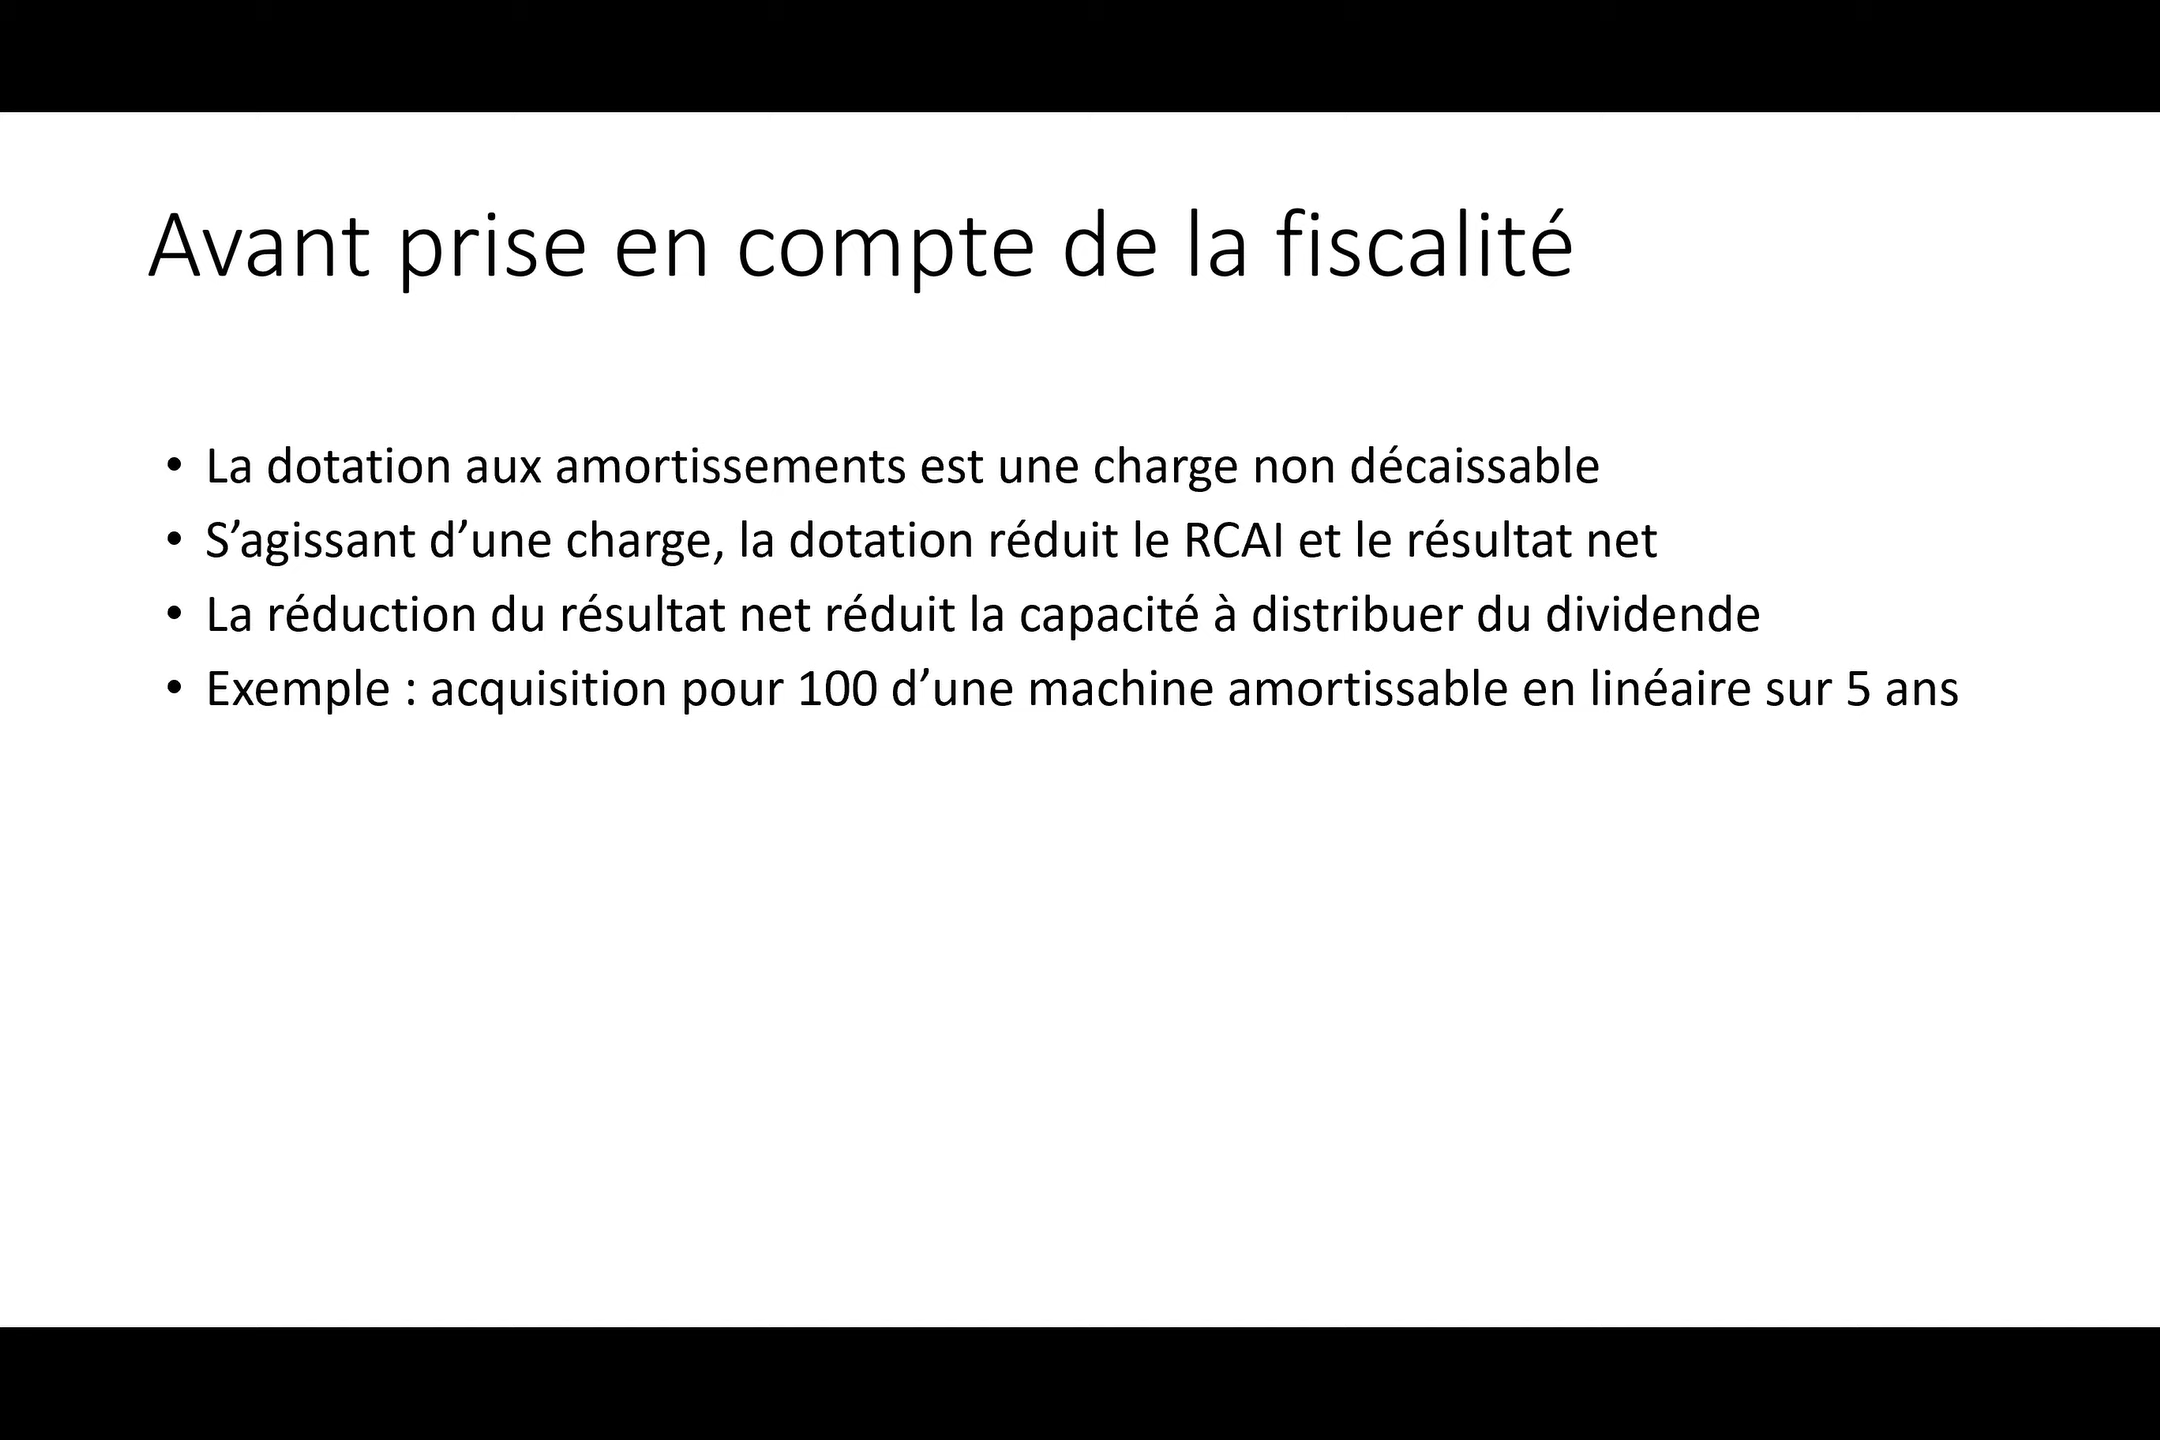 Avant prise en compte de la fiscalité
• La dotation aux amortissements est une charge non décaissable
• S’agissant d’une charge, la dotation réduit le RCAI et le résultat net
• La réduction du résultat net réduit la capacité à distribuer du dividende
• Exemple : acquisition pour 100 d’une machine amortissable en linéaire sur 5 ans